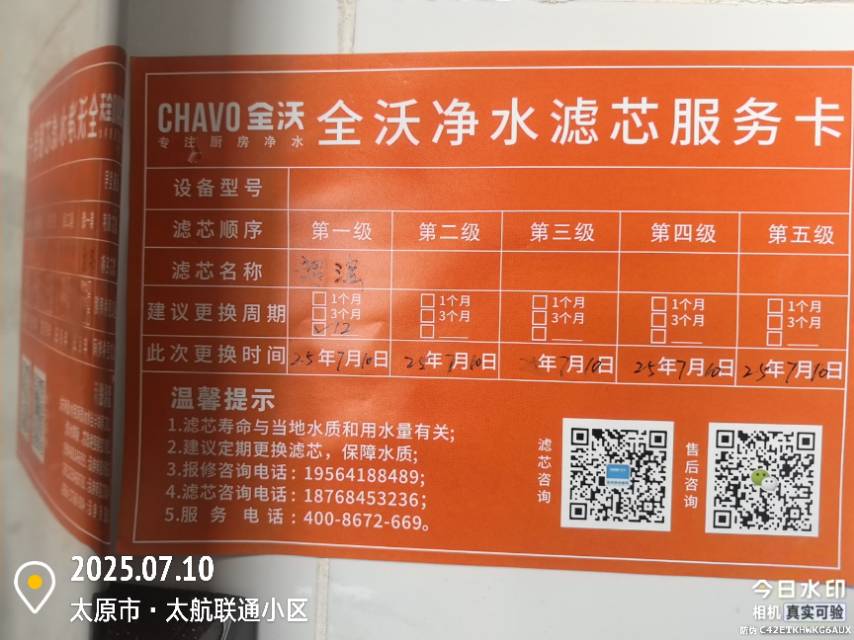 CHAVO 全沃
专注厨房净水
全沃净水滤芯服务卡
设备型号
滤芯顺序 第一级 第二级 第三级 第四级 第五级
滤芯名称
建议更换周期
□1个月 □1个月 □1个月 □1个月 □1个月
□3个月 □3个月 □3个月 □3个月 □3个月
12
此次更换时间 25年7月10日 25年7月10日 25年7月10日 25年7月10日 25年7月10日
温馨提示
1.滤芯寿命与当地水质和用水量有关;
2.建议定期更换滤芯，保障水质;
3.报修咨询电话：19564188489;
4.滤芯咨询电话：18768453236;
5.服务电话：400-8672-669。
滤芯咨询
售后咨询
2025.07.10
太原市·太航联通小区
今日水印
相机 真实可验
防伪 C42ETKHWKG6AUX